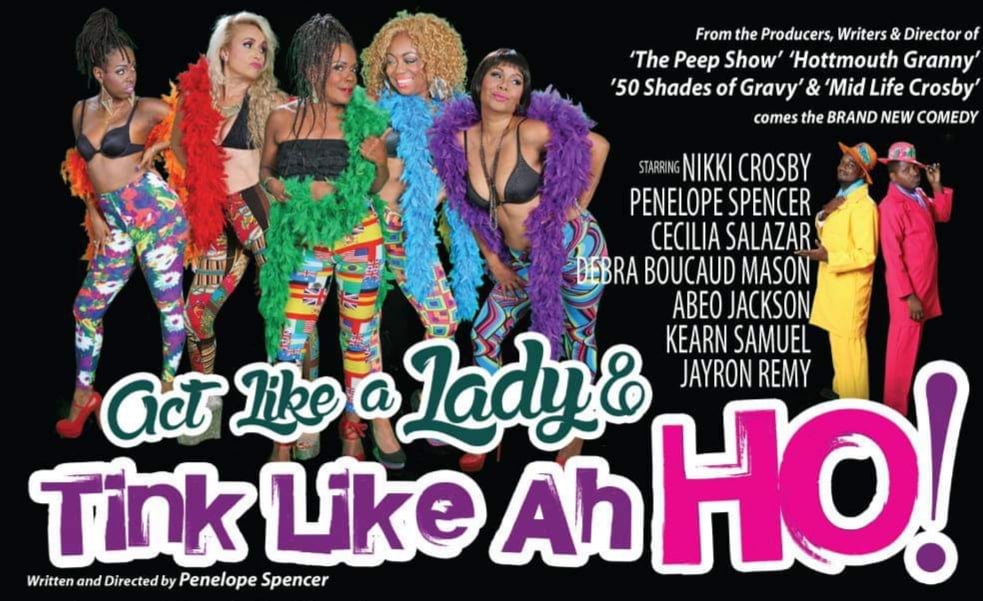 From the Producers, Writers & Director of
'The Peep Show' 'Hottmouth Granny'
'50 Shades of Gravy' & 'Mid Life Crosby'
comes the BRAND NEW COMEDY
STARRING NIKKI CROSBY
PENELOPE SPENCER
CECILIA SALAZAR
DEBRA BOUCAUD MASON
ABEO JACKSON
KEARN SAMUEL
JAYRON REMY
Act Like a Lady &
Tink Like Ah HO!
Written and Directed by Penelope Spencer